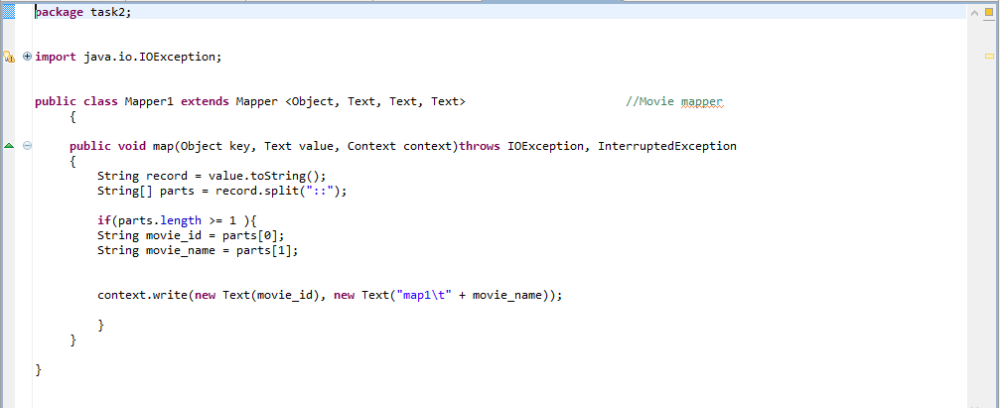 package task2;
import java.io.IOException;
public class Mapper1 extends Mapper <Object, Text, Text, Text> //Movie mapper
{
public void map(Object key, Text value, Context context)throws IOException, InterruptedException
{
String record = value.toString();
String[] parts = record.split("::");
if(parts.length >= 1 ){
String movie_id = parts[0];
String movie_name = parts[1];
context.write(new Text(movie_id), new Text("map1\t" + movie_name));
}
}
}